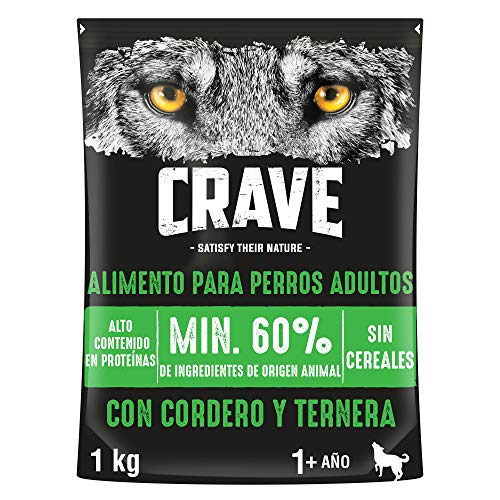 CRAVE
- SATISFY THEIR NATURE -
ALIMENTO PARA PERROS ADULTOS
ALTO
CONTENIDO
EN PROTEÍNAS
MIN. 60%
DE INGREDIENTES DE ORIGEN ANIMAL
SIN
CEREALES
CON CORDERO Y TERNERA
1 kg
1+ AÑO